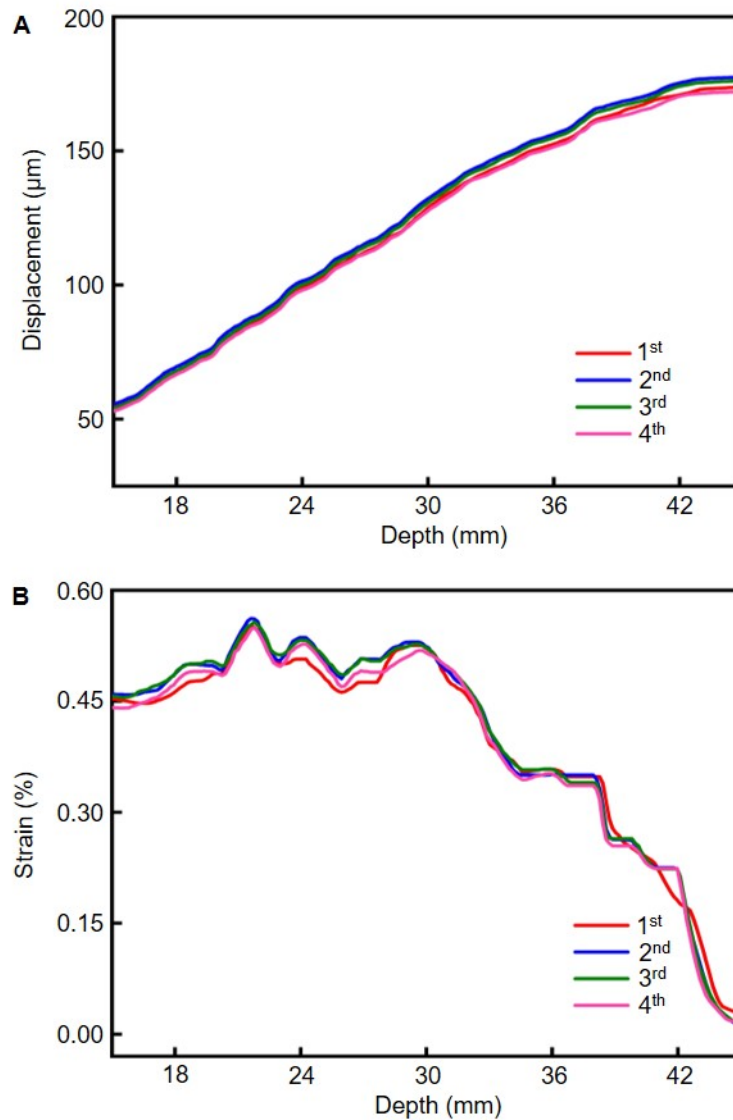 A
200
150
100
50
Displacement (µm)
1st
2nd
3rd
4th
18 24 30 36 42
Depth (mm)
B
0.60
0.45
0.30
0.15
0.00
Strain (%)
1st
2nd
3rd
4th
18 24 30 36 42
Depth (mm)